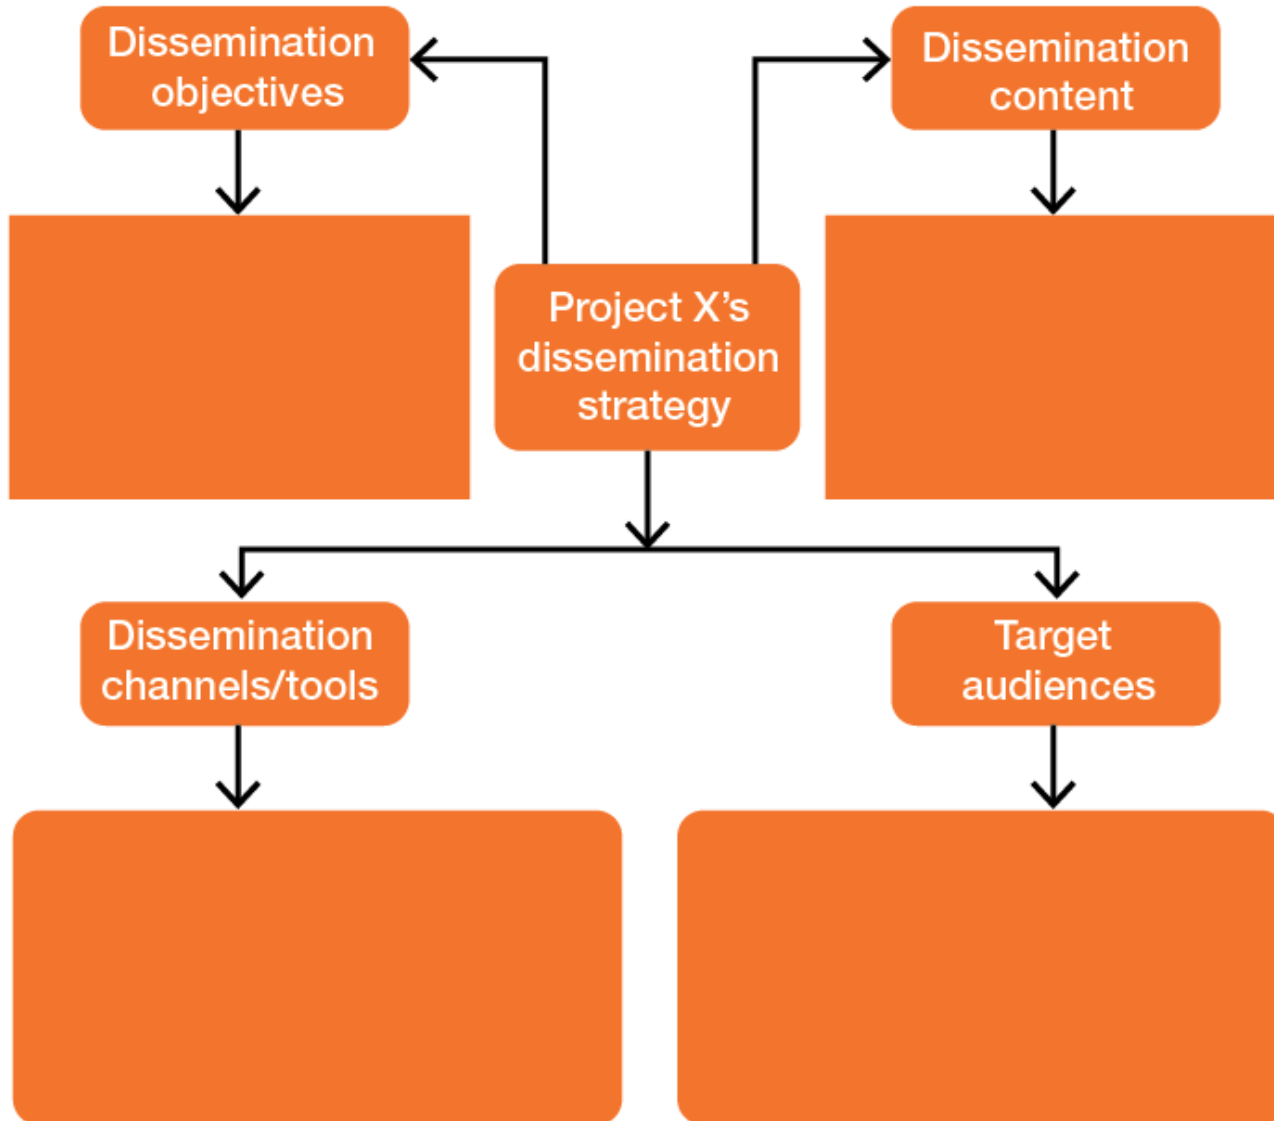 Dissemination
objectives
Dissemination
content
Project X’s
dissemination
strategy
Dissemination
channels/tools
Target
audiences